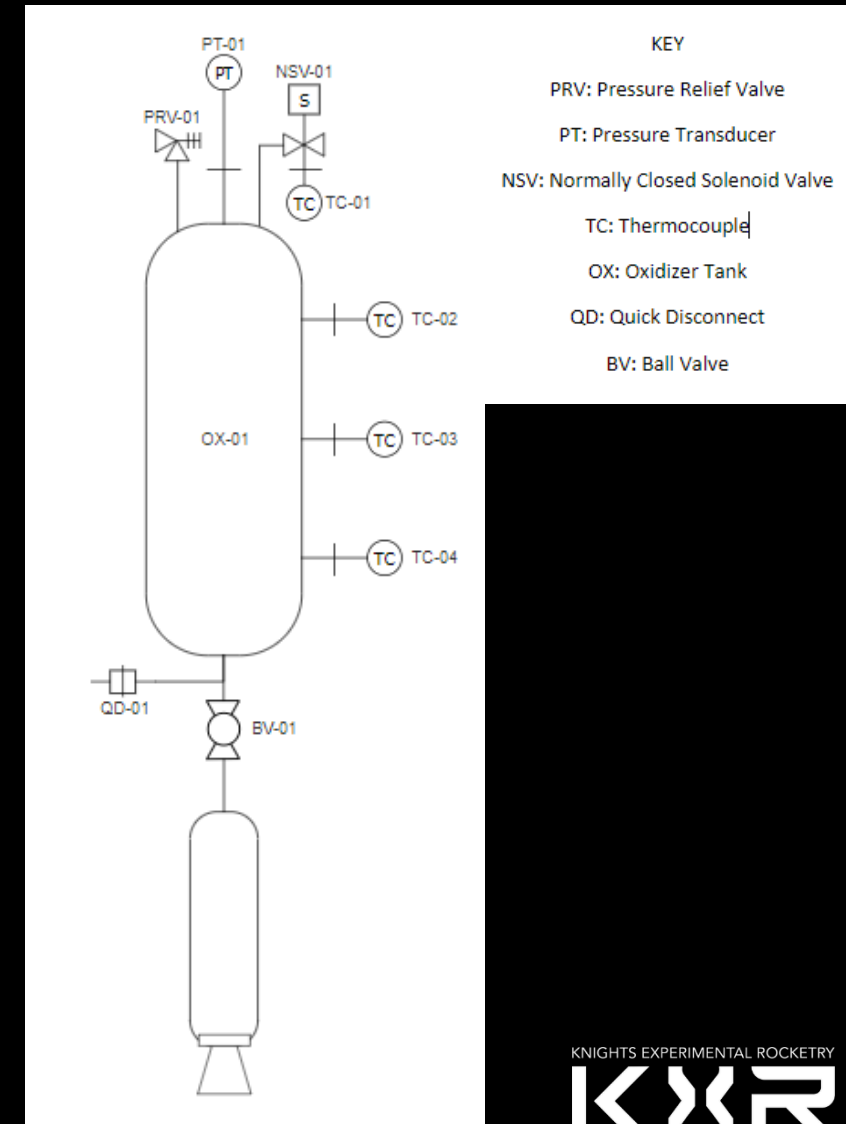 PT-01
PT
NSV-01
S
PRV-01
TC TC-01
TC TC-02
OX-01
TC TC-03
TC TC-04
QD-01
BV-01
KEY
PRV: Pressure Relief Valve
PT: Pressure Transducer
NSV: Normally Closed Solenoid Valve
TC: Thermocouple
OX: Oxidizer Tank
QD: Quick Disconnect
BV: Ball Valve
KNIGHTS EXPERIMENTAL ROCKETRY
KXR